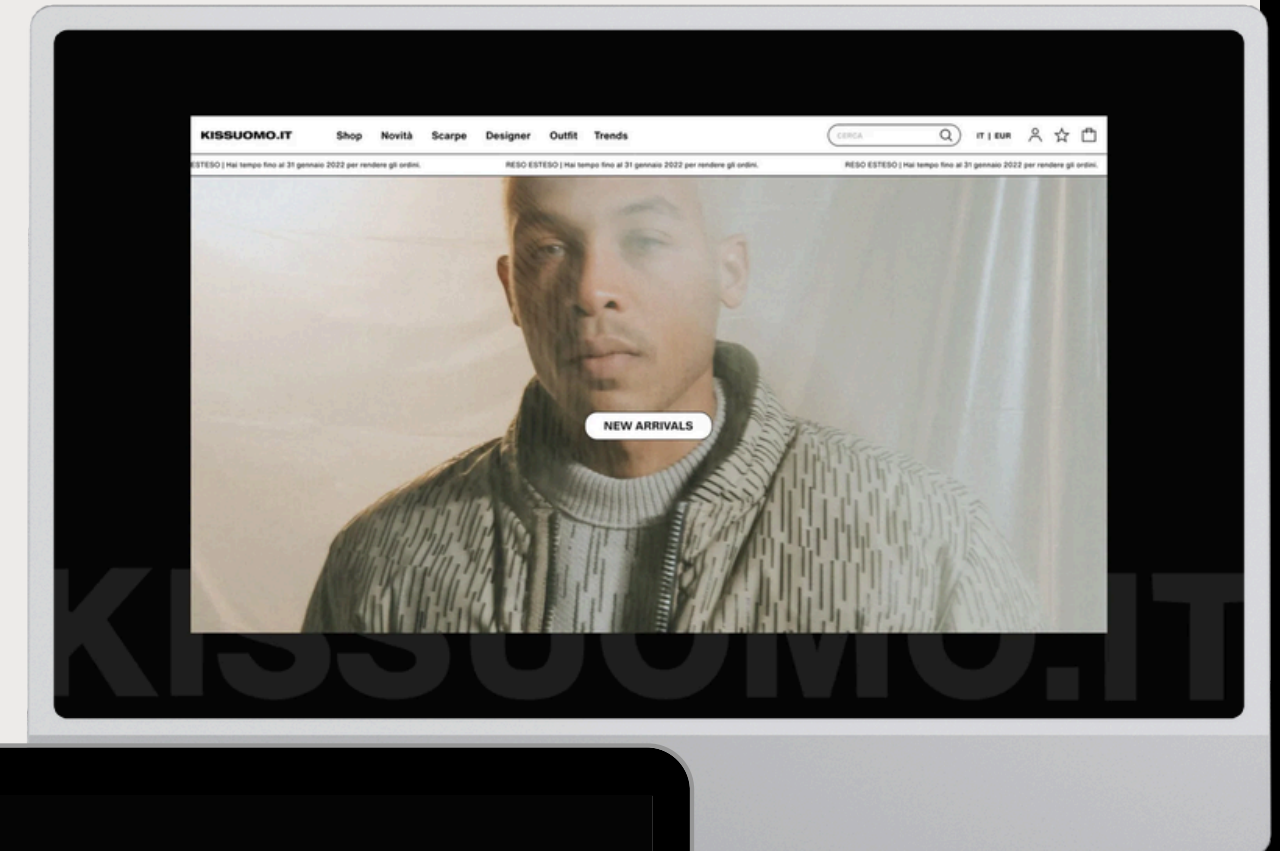 KISSUOMO.IT Shop Novità Scarpe Designer Outfit Trends CERCA IT | EUR
ESTESO | Hai tempo fino al 31 gennaio 2022 per rendere gli ordini. RESO ESTESO | Hai tempo fino al 31 gennaio 2022 per rendere gli ordini. RESO ESTESO | Hai tempo fino al 31 gennaio 2022 per rendere gli ordini.
NEW ARRIVALS
KISSUOMO.IT